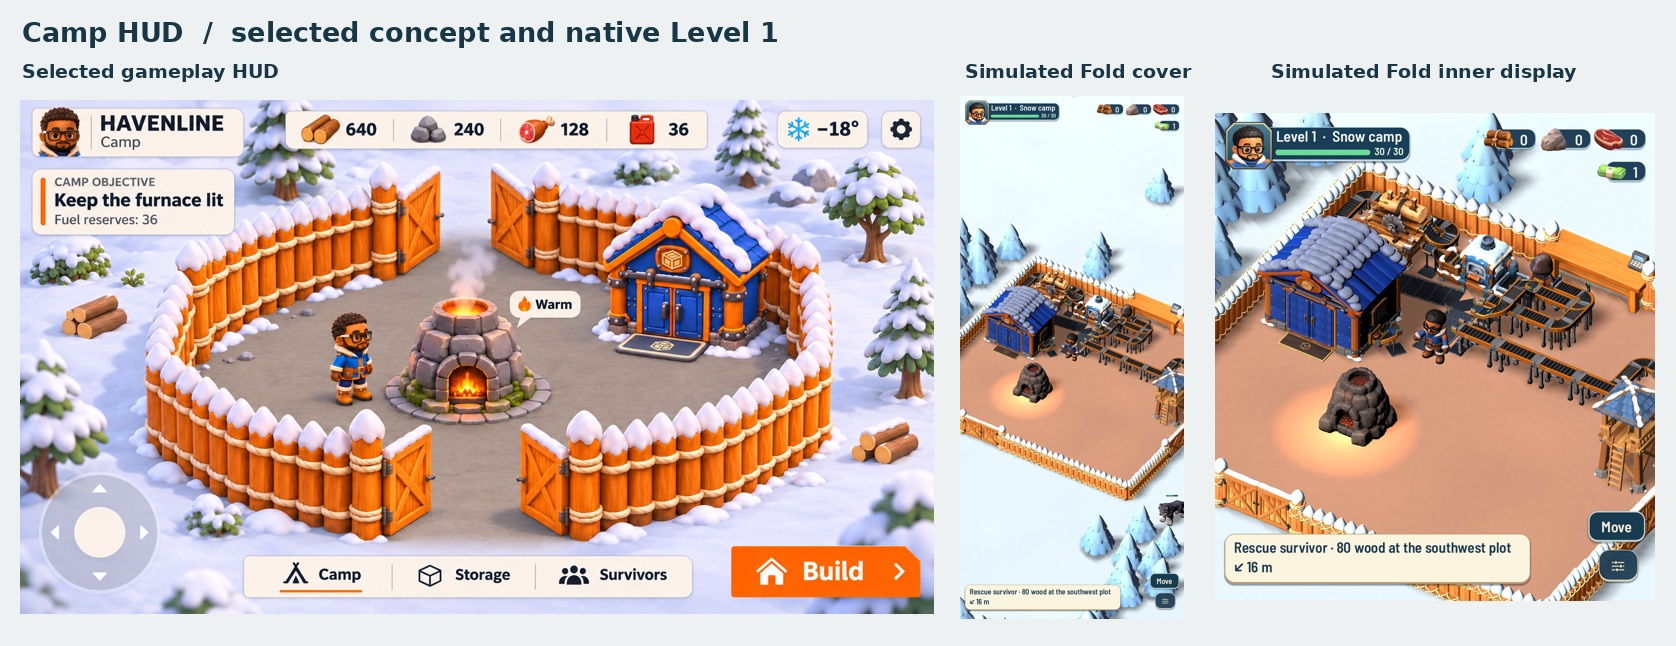 Camp HUD / selected concept and native Level 1
Selected gameplay HUD
HAVENLINE
Camp
640
240
128
36
−18°
CAMP OBJECTIVE
Keep the furnace lit
Fuel reserves: 36
Warm
Camp
Storage
Survivors
Build
Simulated Fold cover
Level 1 · Snow camp
30 / 30
0
0
0
1
Move
Rescue survivor · 80 wood at the southwest plot
↙ 16 m
Simulated Fold inner display
Level 1 · Snow camp
30 / 30
0
0
0
1
Move
Rescue survivor · 80 wood at the southwest plot
↙ 16 m